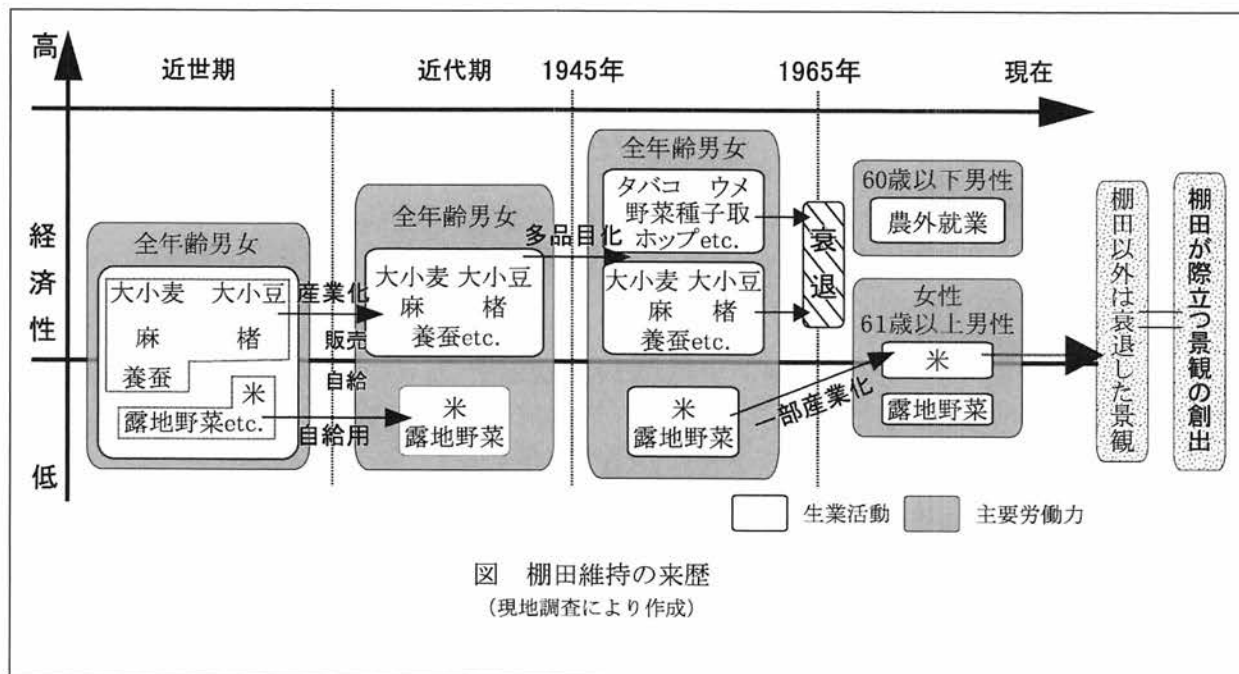 高
近世期
近代期
1945年
1965年
現在
経済性
低
全年齢男女
大小麦 大小豆
麻 楮
養蚕
米
露地野菜etc.
産業化
販売
自給
自給用
全年齢男女
大小麦 大小豆
麻 楮
養蚕etc.
米
露地野菜
多品目化
全年齢男女
タバコ ウメ
野菜種子取
ホップetc.
大小麦 大小豆
麻 楮
養蚕etc.
米
露地野菜
衰退
一部産業化
60歳以下男性
農外就業
女性
61歳以上男性
米
露地野菜
棚田以外は衰退した景観
棚田が際立つ景観の創出
生業活動
主要労働力
図 棚田維持の来歴
(現地調査により作成)